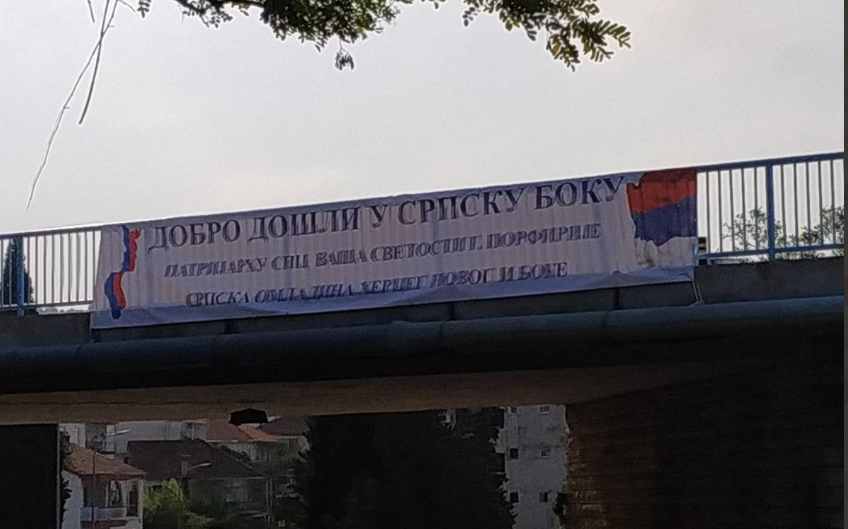 ДОБРО ДОШЛИ У СРПСКУ БОКУ
ПАТРИЈАРХУ СПЦ ВАША СВЕТОСТИ Г. ПОРФИРИЈЕ
СРПСКА ОМЛАДИНА ХЕРЦЕГ НОВОГ И БОКЕ